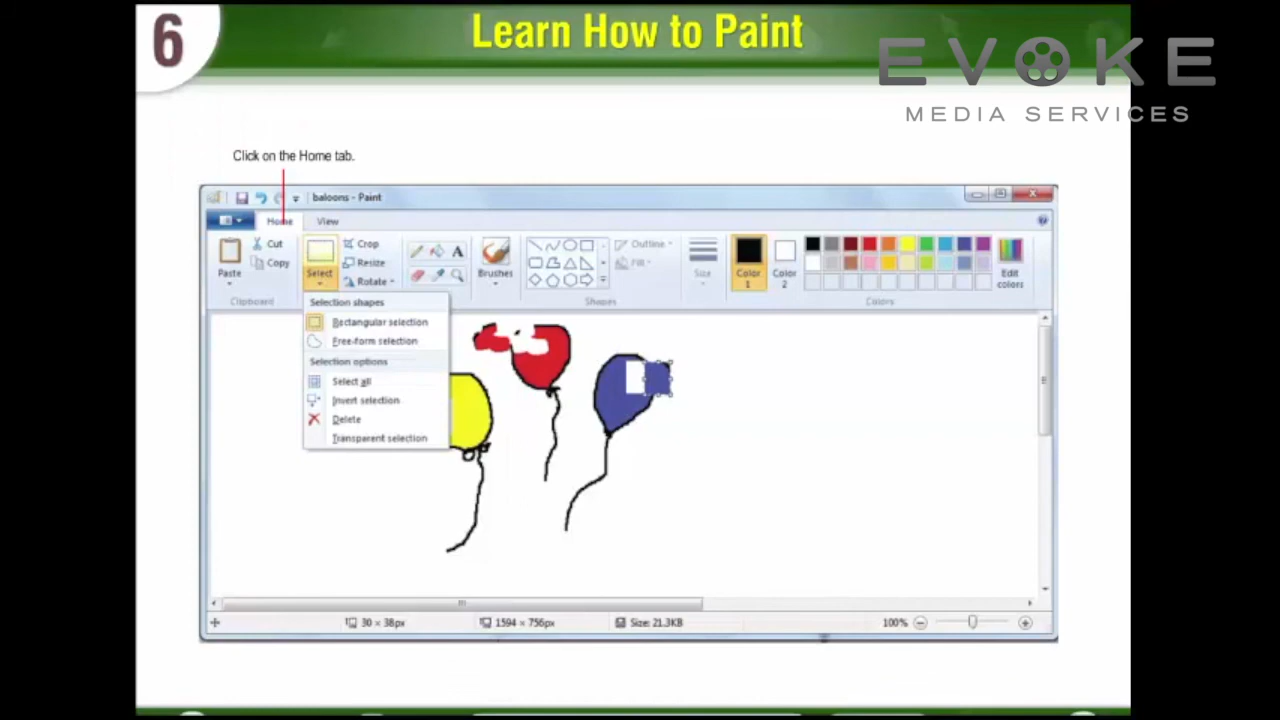 6
Learn How to Paint
EVOKE
MEDIA SERVICES
Click on the Home tab.
baloons - Paint
Home View
Cut
Copy
Paste
Clipboard
Select
Crop
Resize
Rotate
A
Brushes
Outline
Fill
Shapes
Size
Color 1
Color 2
Edit colors
Colors
Selection shapes
Rectangular selection
Free-form selection
Selection options
Select all
Invert selection
Delete
Transparent selection
30 × 38px
1594 × 756px
Size: 21.3KB
100%